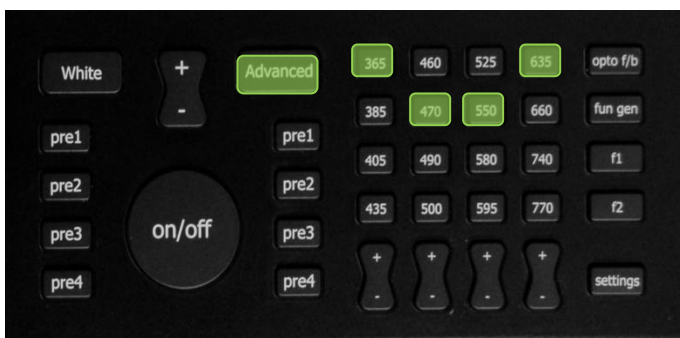 White + Advanced 365 460 525 635 opto f/b
-
385 470 550 660 fun gen
pre1 pre1
405 490 580 740 f1
pre2 pre2
435 500 595 770 f2
on/off
pre3 pre3
+ + + +
pre4 pre4 settings
- - - -